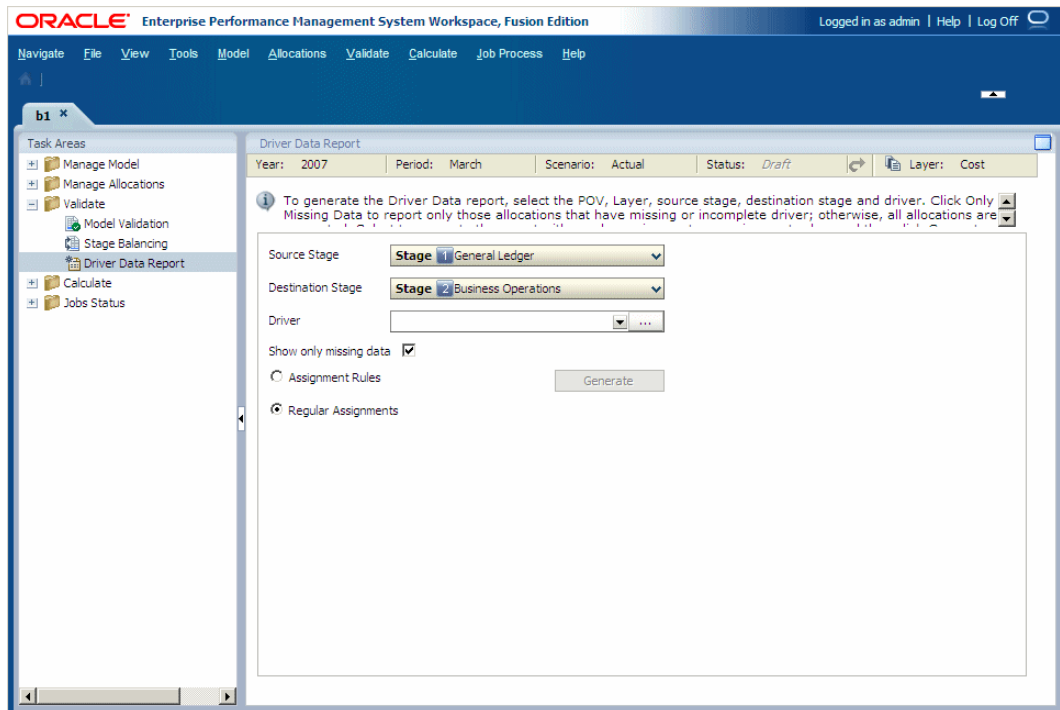 ORACLE Enterprise Performance Management System Workspace, Fusion Edition
Logged in as admin | Help | Log Off
Navigate File View Tools Model Allocations Validate Calculate Job Process Help
b1
Task Areas
Manage Model
Manage Allocations
Validate
Model Validation
Stage Balancing
Driver Data Report
Calculate
Jobs Status
Driver Data Report
Year: 2007 Period: March Scenario: Actual Status: Draft Layer: Cost
To generate the Driver Data report, select the POV, Layer, source stage, destination stage and driver. Click Only
Missing Data to report only those allocations that have missing or incomplete driver; otherwise, all allocations are
Source Stage Stage 1 General Ledger
Destination Stage Stage 2 Business Operations
Driver ...
Show only missing data
Assignment Rules
Generate
Regular Assignments